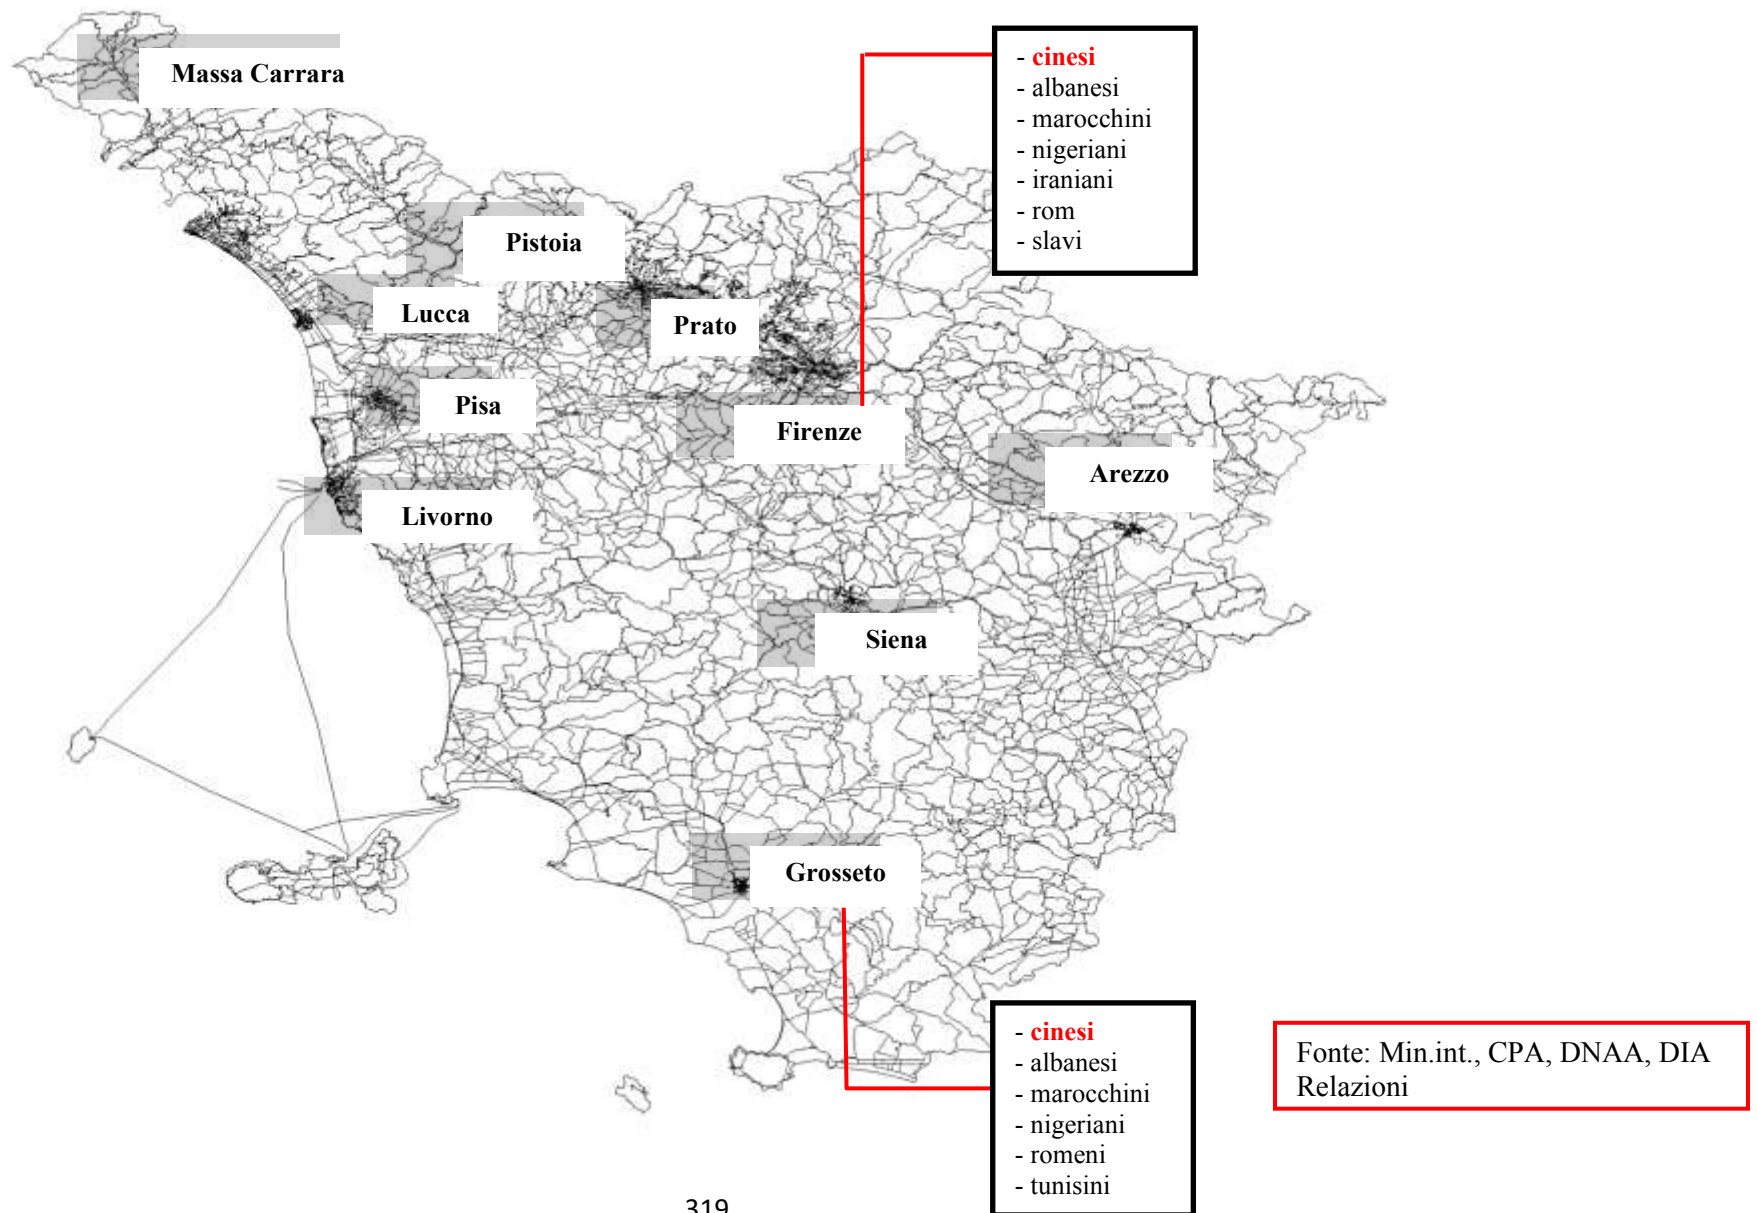 Massa Carrara
- cinesi
- albanesi
- marocchini
- nigeriani
- iraniani
- rom
- slavi
Pistoia
Lucca
Prato
Pisa
Firenze
Arezzo
Livorno
Siena
Grosseto
- cinesi
- albanesi
- marocchini
- nigeriani
- romeni
- tunisini
Fonte: Min.int., CPA, DNAA, DIA
Relazioni
319